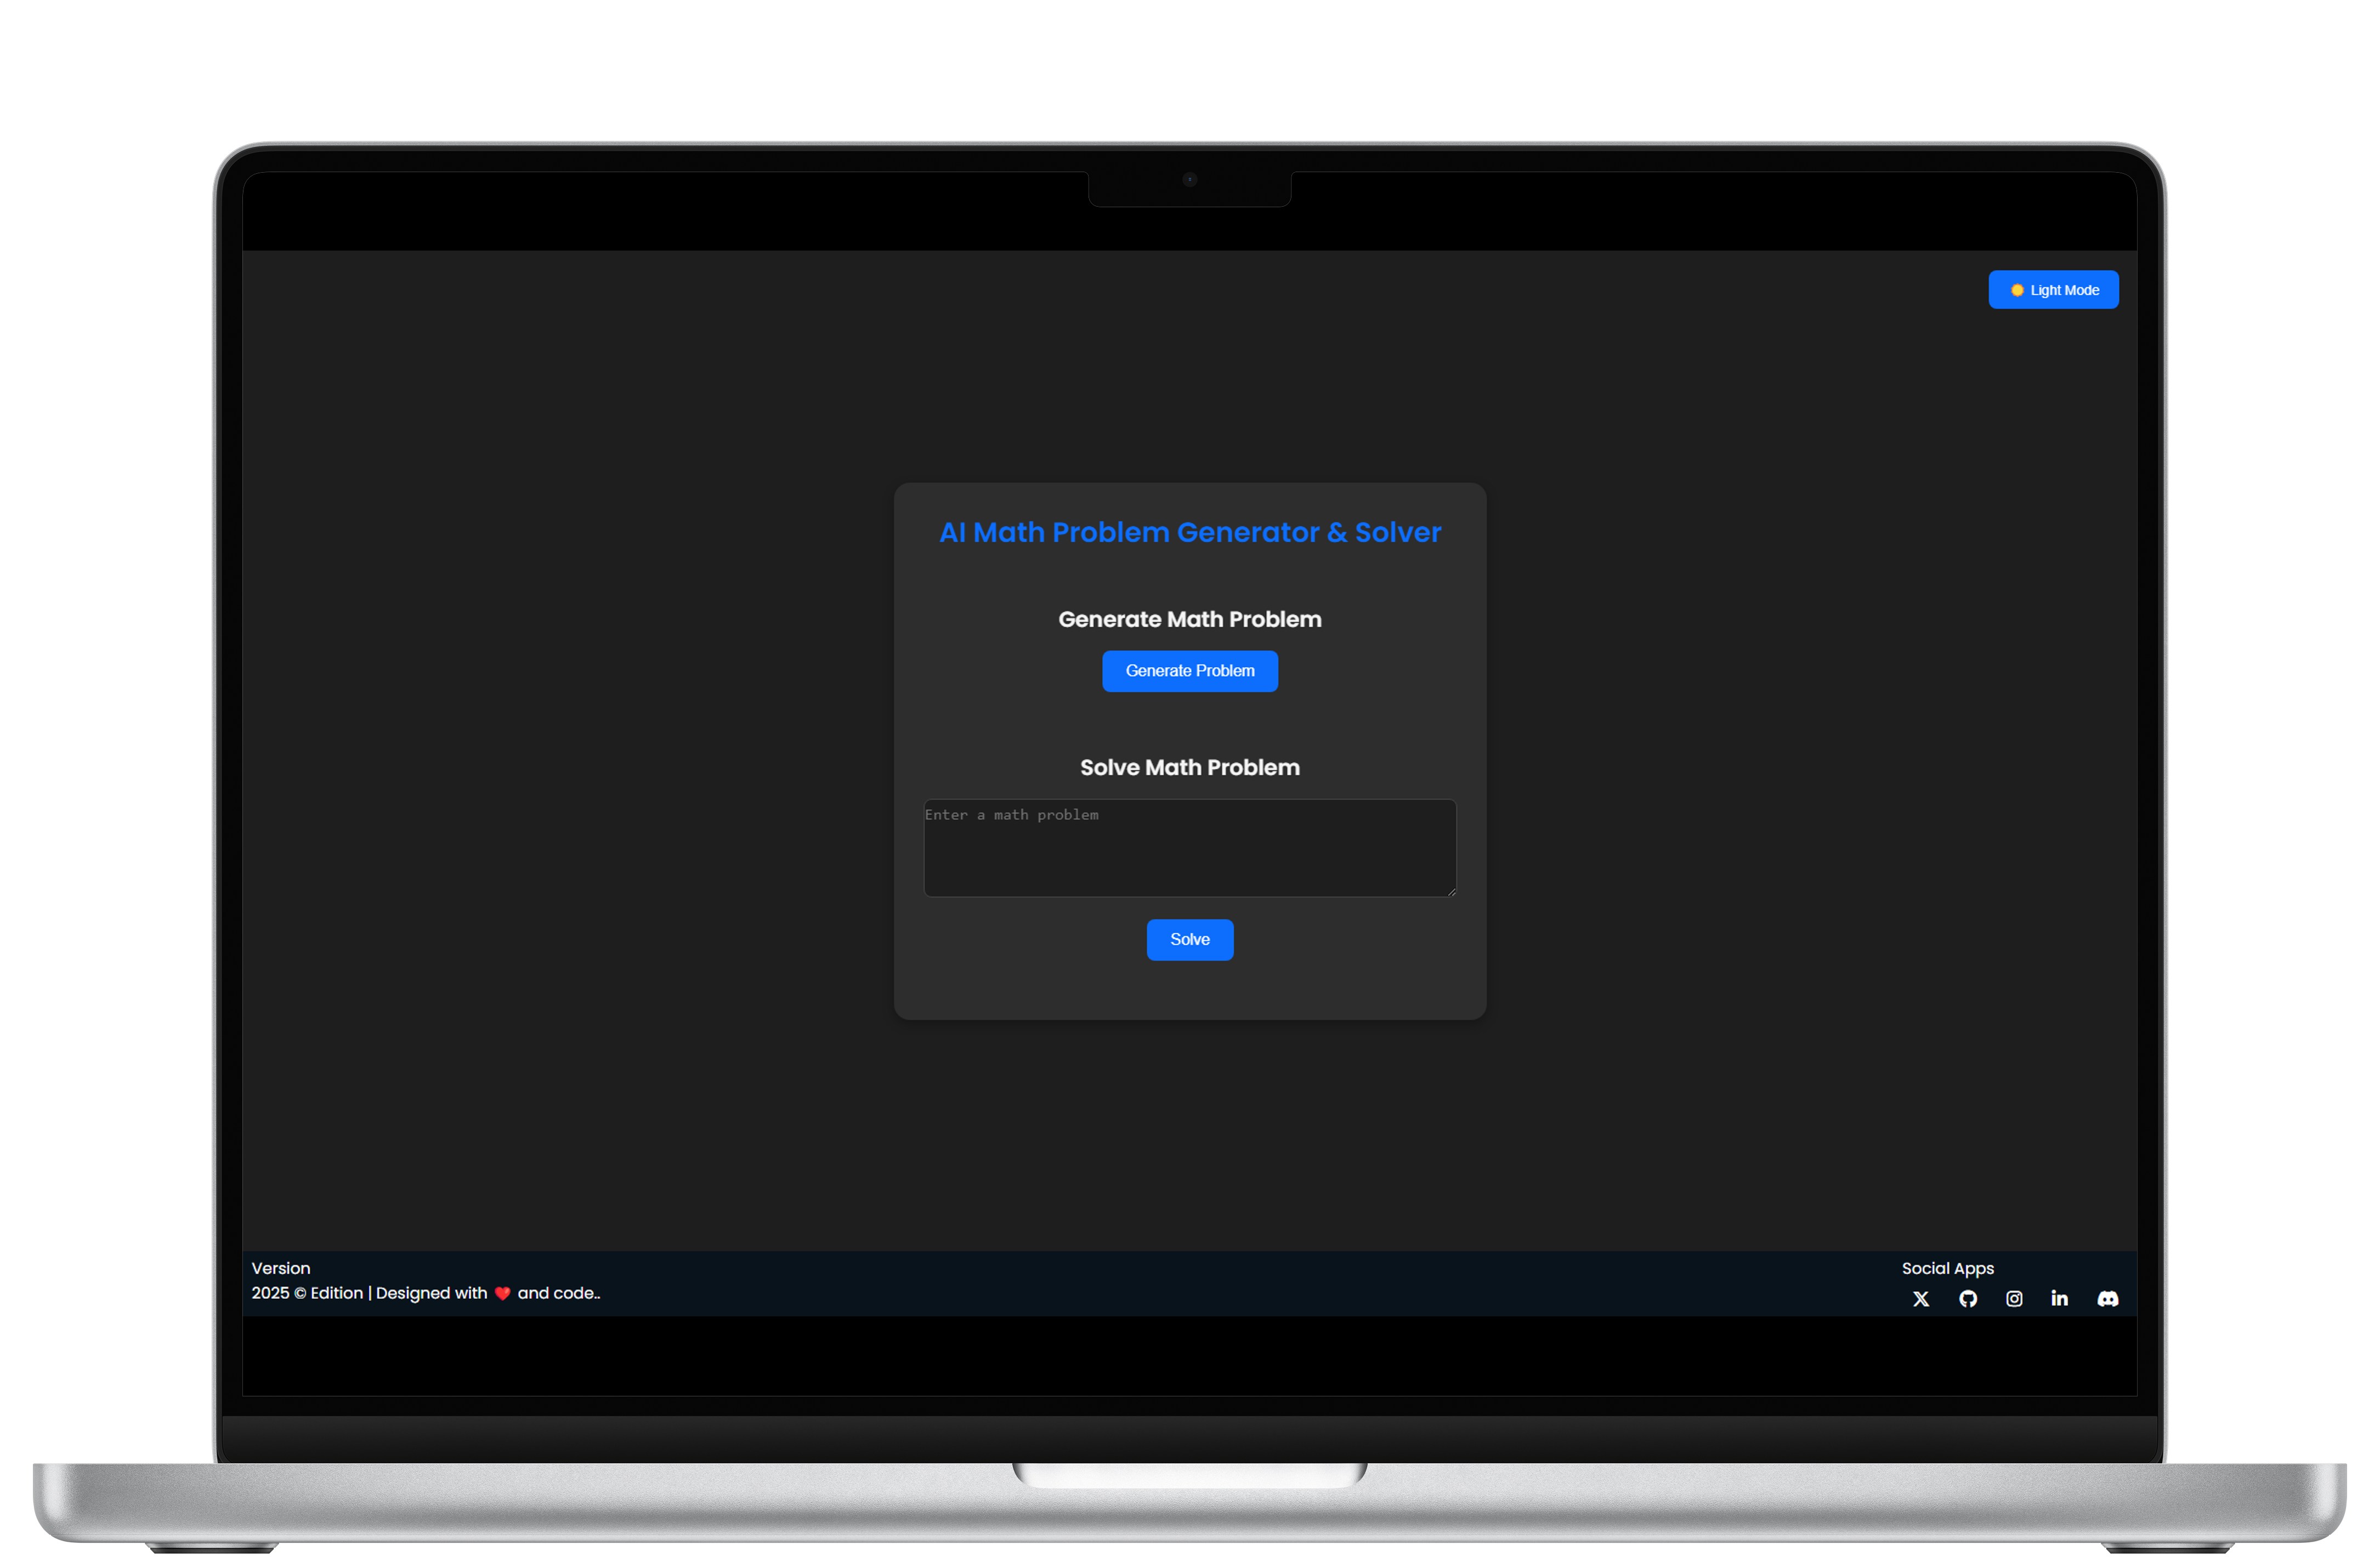 Light Mode
AI Math Problem Generator & Solver
Generate Math Problem
Generate Problem
Solve Math Problem
Enter a math problem
Solve
Version
2025 © Edition | Designed with ❤️ and code..
Social Apps